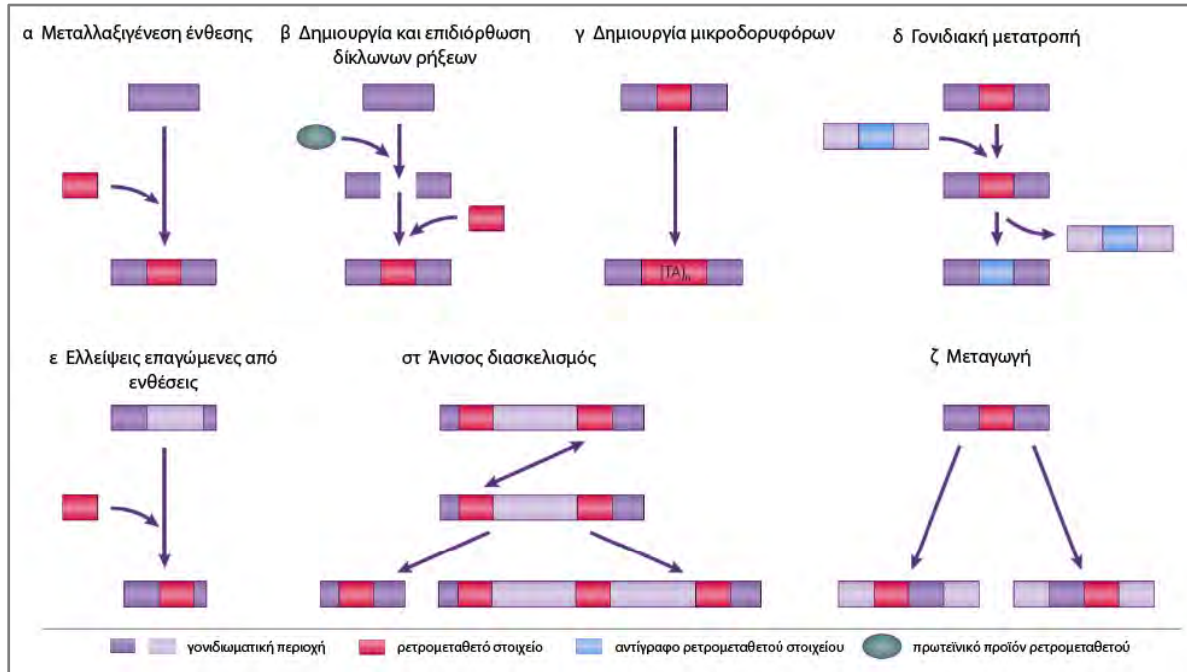 α Μεταλλαξιγένεση ένθεσης
β Δημιουργία και επιδιόρθωση
δίκλωνων ρήξεων
γ Δημιουργία μικροδορυφόρων
δ Γονιδιακή μετατροπή
[TA]n
ε Ελλείψεις επαγώμενες από
ενθέσεις
στ Άνισος διασκελισμός
ζ Μεταγωγή
γονιδιωματική περιοχή
ρετρομεταθετό στοιχείο
αντίγραφο ρετρομεταθετού στοιχείου
πρωτεϊνικό προϊόν ρετρομεταθετού